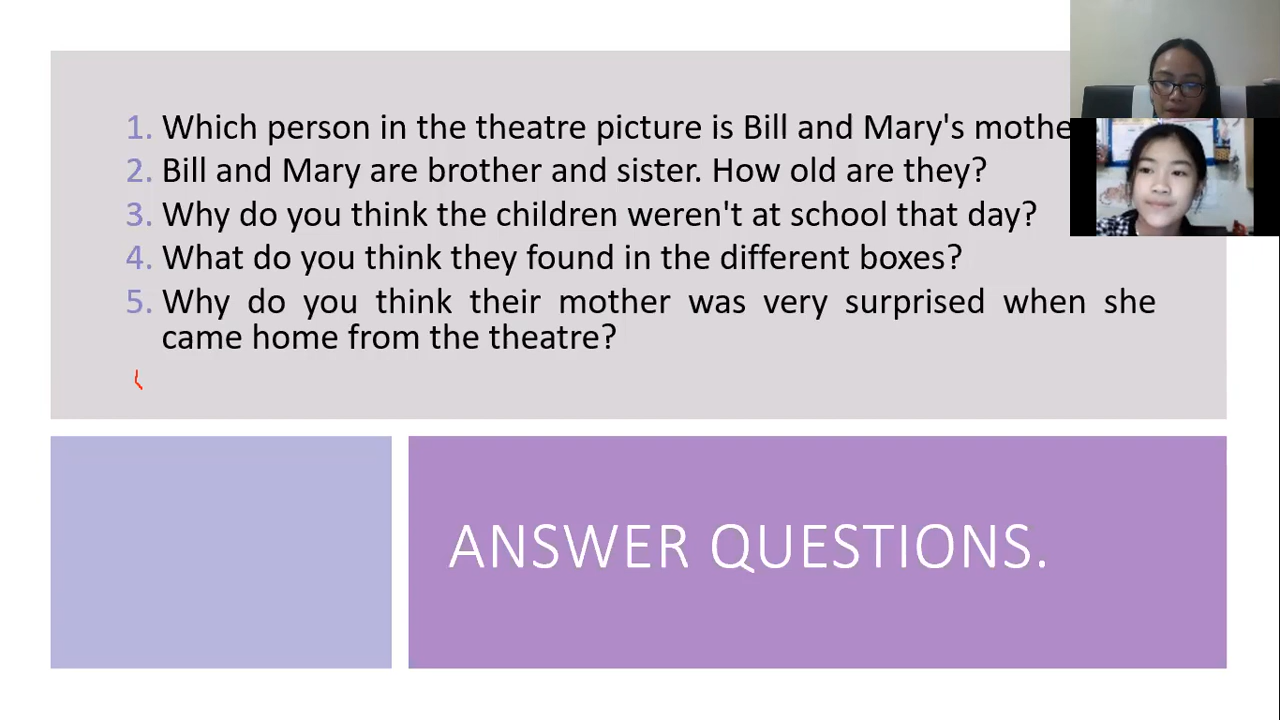 1. Which person in the theatre picture is Bill and Mary's mothe
2. Bill and Mary are brother and sister. How old are they?
3. Why do you think the children weren't at school that day?
4. What do you think they found in the different boxes?
5. Why do you think their mother was very surprised when she
came home from the theatre?
ANSWER QUESTIONS.